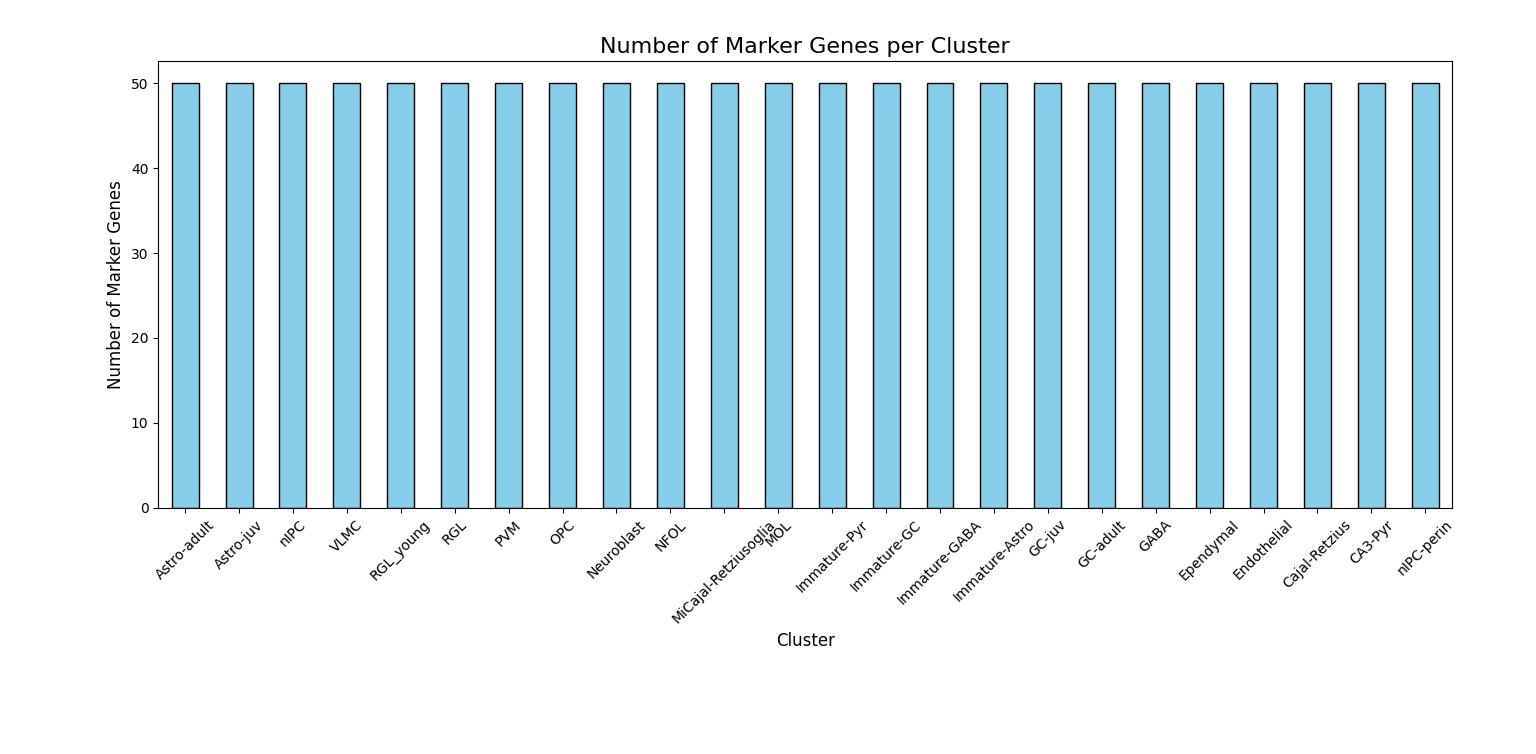 Number of Marker Genes per Cluster
Number of Marker Genes
50
40
30
20
10
0
Astro-adult
Astro-juv
nIPC
VLMC
RGL_young
RGL
PVM
OPC
Neuroblast
NFOL
MiCajal-Retziusoglia
MOL
Immature-Pyr
Immature-GC
Immature-GABA
Immature-Astro
GC-juv
GC-adult
GABA
Ependymal
Endothelial
Cajal-Retzius
CA3-Pyr
nIPC-perin
Cluster